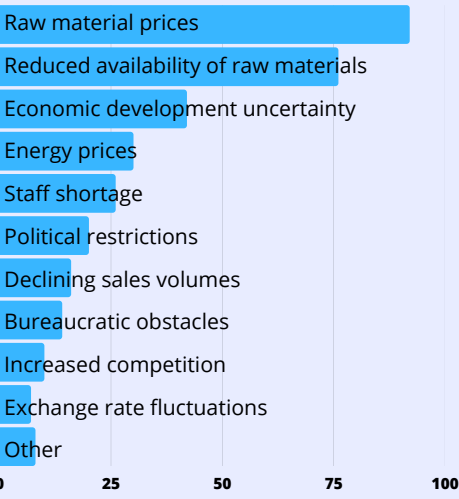 Raw material prices
Reduced availability of raw materials
Economic development uncertainty
Energy prices
Staff shortage
Political restrictions
Declining sales volumes
Bureaucratic obstacles
Increased competition
Exchange rate fluctuations
Other
0 25 50 75 100